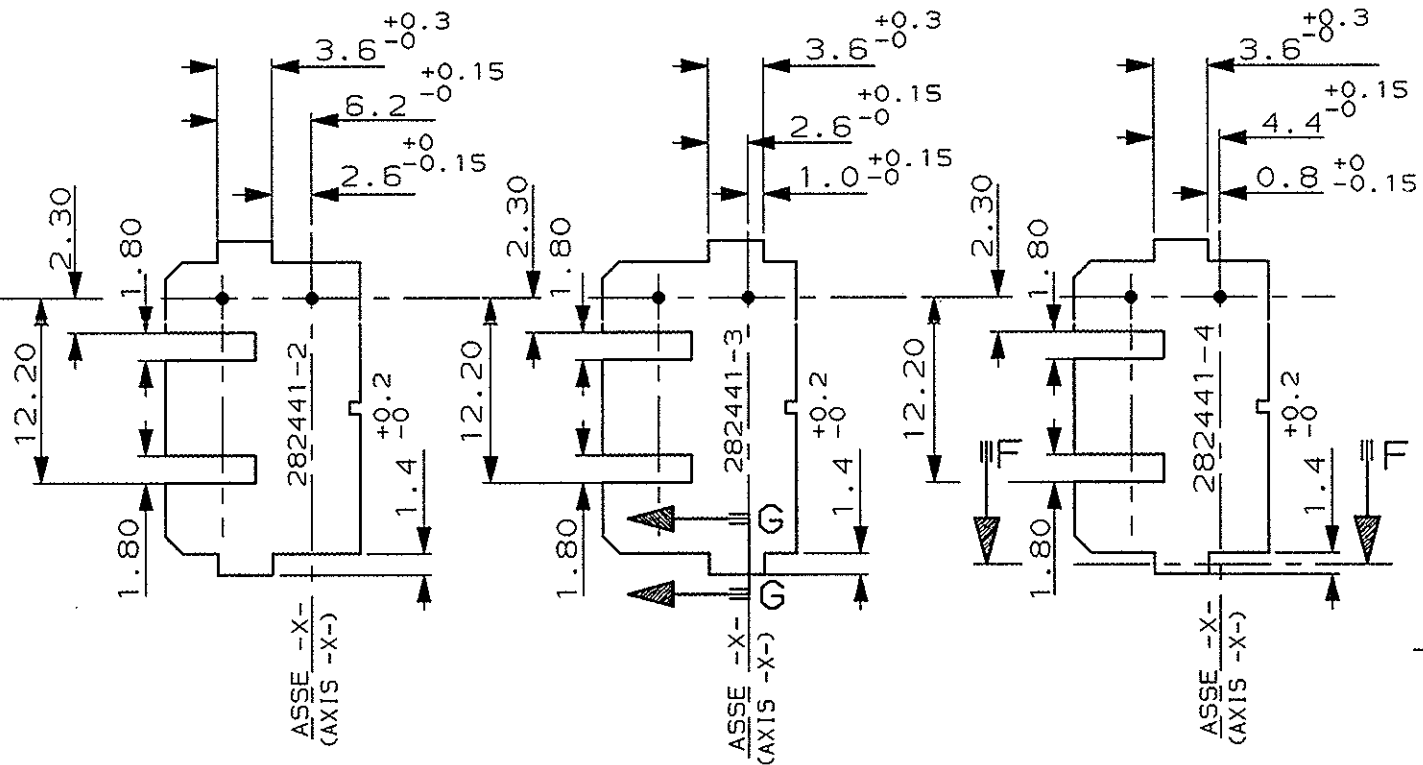 3.6 +0.3 -0
6.2 +0.15 -0
2.6 +0 -0.15
2.30
1.80
12.20
282441-2
+0.2 -0
1.4
1.80
ASSE -X-
(AXIS -X-)
3.6 +0.3 -0
2.6 +0.15 -0
1.0 +0.15 -0
2.30
1.80
12.20
282441-3
+0.2 -0
1.4
G
1.80
G
ASSE -X-
(AXIS -X-)
3.6 +0.3 -0
4.4 +0.15 -0
0.8 +0 -0.15
2.30
1.80
12.20
282441-4
+0.2 -0
1.4
F
F
1.80
ASSE -X-
(AXIS -X-)